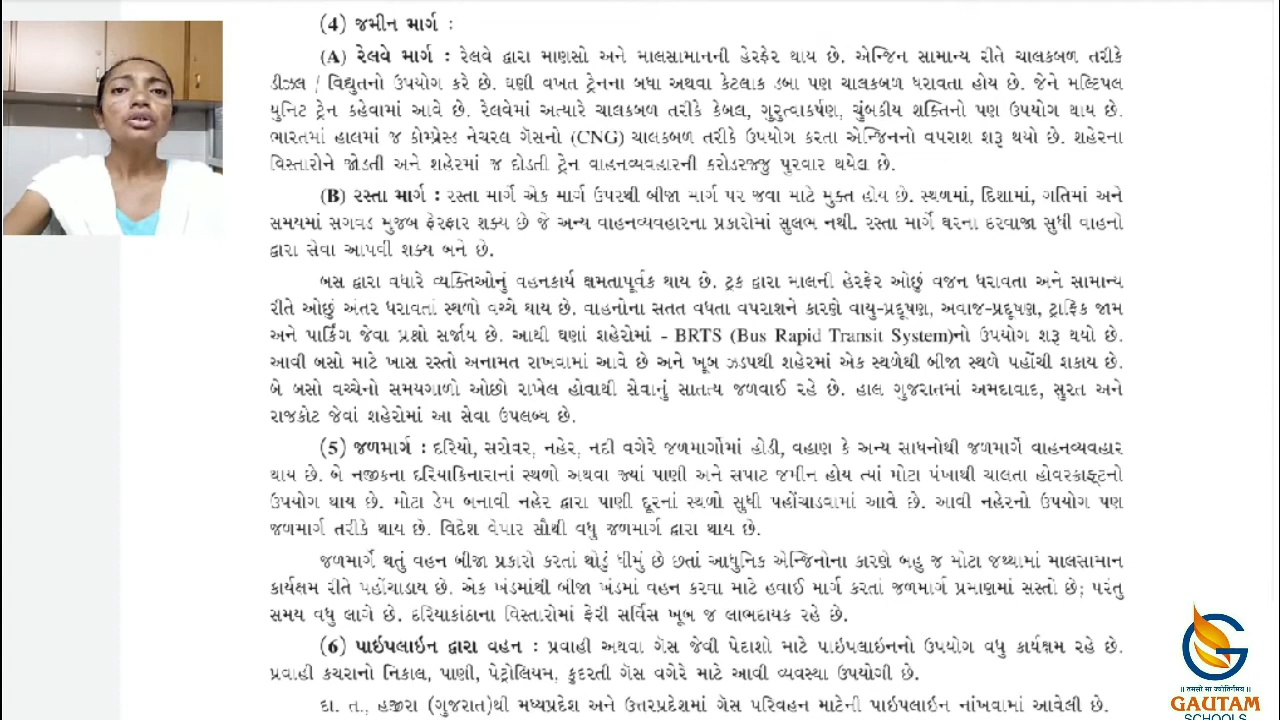 (4) જમીન માર્ગ :
(A) રેલવે માર્ગ : રેલવે દ્વારા માણસો અને માલસામાનની હેરફેર થાય છે. એન્જિન સામાન્ય રીતે ચાલકબળ તરીકે
ડીઝલ / વિદ્યુતનો ઉપયોગ કરે છે. ઘણી વખત ટ્રેનના બધા અથવા કેટલાક ડબા પણ ચાલકબળ ધરાવતા હોય છે. જેને મલ્ટિપલ
યુનિટ ટ્રેન કહેવામાં આવે છે. રેલવેમાં અત્યારે ચાલકબળ તરીકે કેબલ, ગુરુત્વાકર્ષણ, ચુંબકીય શક્તિનો પણ ઉપયોગ થાય છે.
ભારતમાં હાલમાં જ કોમ્પ્રેસ્ડ નેચરલ ગૅસનો (CNG) ચાલકબળ તરીકે ઉપયોગ કરતા એન્જિનનો વપરાશ શરૂ થયો છે. શહેરના
વિસ્તારોને જોડતી અને શહેરમાં જ દોડતી ટ્રેન વાહનવ્યવહારની કરોડરજ્જુ પુરવાર થયેલ છે.
(B) રસ્તા માર્ગ : રસ્તા માર્ગે એક માર્ગ ઉપરથી બીજા માર્ગ પર જવા માટે મુક્ત હોય છે. સ્થળમાં, દિશામાં, ગતિમાં અને
સમયમાં સગવડ મુજબ ફેરફાર શક્ય છે જે અન્ય વાહનવ્યવહારના પ્રકારોમાં સુલભ નથી. રસ્તા માર્ગે ઘરના દરવાજા સુધી વાહનો
દ્વારા સેવા આપવી શક્ય બને છે.
બસ દ્વારા વધારે વ્યક્તિઓનું વહનકાર્ય ક્ષમતાપૂર્વક થાય છે. ટ્રક દ્વારા માલની હેરફેર ઓછું વજન ધરાવતા અને સામાન્ય
રીતે ઓછું અંતર ધરાવતાં સ્થળો વચ્ચે થાય છે. વાહનોના સતત વધતા વપરાશને કારણે વાયુ-પ્રદૂષણ, અવાજ-પ્રદૂષણ, ટ્રાફિક જામ
અને પાર્કિંગ જેવા પ્રશ્નો સર્જાય છે. આથી ઘણાં શહેરોમાં - BRTS (Bus Rapid Transit System)નો ઉપયોગ શરૂ થયો છે.
આવી બસો માટે ખાસ રસ્તો અનામત રાખવામાં આવે છે અને ખૂબ ઝડપથી શહેરમાં એક સ્થળેથી બીજા સ્થળે પહોંચી શકાય છે.
બે બસો વચ્ચેનો સમયગાળો ઓછો રાખેલ હોવાથી સેવાનું સાતત્ય જળવાઈ રહે છે. હાલ ગુજરાતમાં અમદાવાદ, સુરત અને
રાજકોટ જેવાં શહેરોમાં આ સેવા ઉપલબ્ધ છે.
(5) જળમાર્ગ : દરિયો, સરોવર, નહેર, નદી વગેરે જળમાર્ગોમાં હોડી, વહાણ કે અન્ય સાધનોથી જળમાર્ગે વાહનવ્યવહાર
થાય છે. બે નજીકના દરિયાકિનારાનાં સ્થળો અથવા જ્યાં પાણી અને સપાટ જમીન હોય ત્યાં મોટા પંખાથી ચાલતા હોવરક્રાફ્ટનો
ઉપયોગ થાય છે. મોટા ડેમ બનાવી નહેર દ્વારા પાણી દૂરનાં સ્થળો સુધી પહોંચાડવામાં આવે છે. આવી નહેરનો ઉપયોગ પણ
જળમાર્ગ તરીકે થાય છે. વિદેશ વેપાર સૌથી વધુ જળમાર્ગ દ્વારા થાય છે.
જળમાર્ગે થતું વહન બીજા પ્રકારો કરતાં થોડું ધીમું છે છતાં આધુનિક એન્જિનોના કારણે બહુ જ મોટા જથ્થામાં માલસામાન
કાર્યક્ષમ રીતે પહોંચાડાય છે. એક ખંડમાંથી બીજા ખંડમાં વહન કરવા માટે હવાઈ માર્ગ કરતાં જળમાર્ગ પ્રમાણમાં સસ્તો છે; પરંતુ
સમય વધુ લાગે છે. દરિયાકાંઠાના વિસ્તારોમાં ફેરી સર્વિસ ખૂબ જ લાભદાયક રહે છે.
(6) પાઇપલાઇન દ્વારા વહન : પ્રવાહી અથવા ગૅસ જેવી પેદાશો માટે પાઇપલાઇનનો ઉપયોગ વધુ કાર્યક્ષમ રહે છે.
પ્રવાહી કચરાનો નિકાલ, પાણી, પેટ્રોલિયમ, કુદરતી ગૅસ વગેરે માટે આવી વ્યવસ્થા ઉપયોગી છે.
દા. ત., હજીરા (ગુજરાત)થી મધ્યપ્રદેશ અને ઉત્તરપ્રદેશમાં ગૅસ પરિવહન માટેની પાઇપલાઇન નાંખવામાં આવેલી છે.
॥ तमसो मा ज्योतिर्गमय ॥
GAUTAM
SCHOOLS